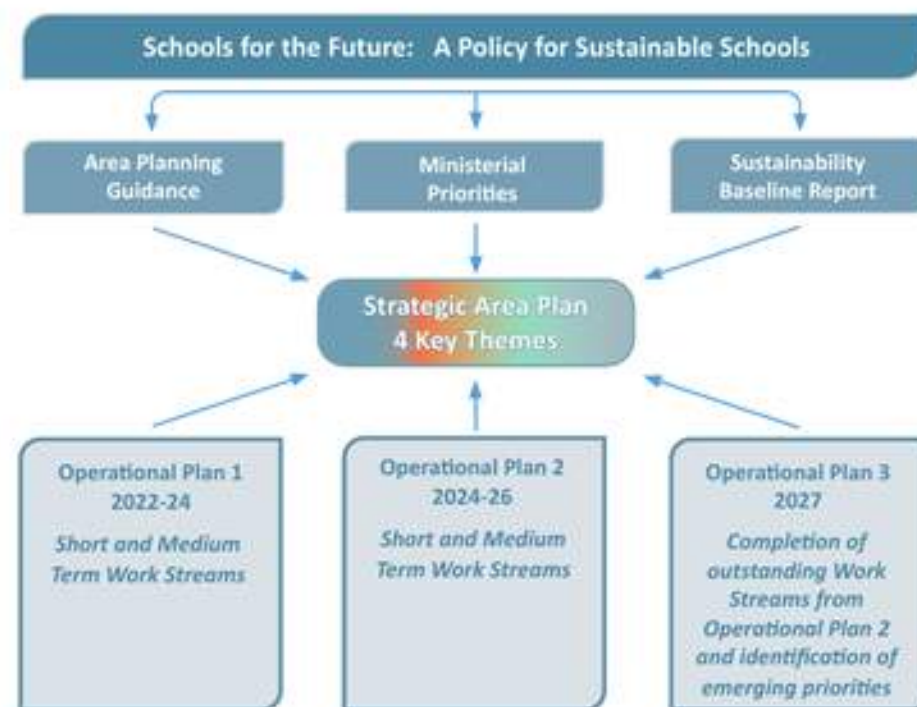 Schools for the Future: A Policy for Sustainable Schools
Area Planning
Guidance
Ministerial
Priorities
Sustainability
Baseline Report
Strategic Area Plan
4 Key Themes
Operational Plan 1
2022-24
Short and Medium
Term Work Streams
Operational Plan 2
2024-26
Short and Medium
Term Work Streams
Operational Plan 3
2027
Completion of
outstanding Work
Streams from
Operational Plan 2
and identification of
emerging priorities